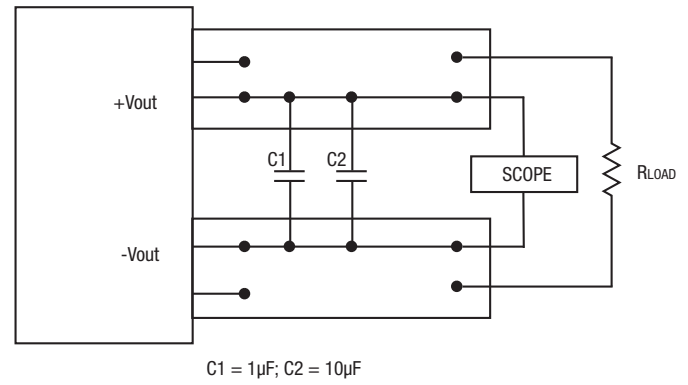 +Vout
C1
C2
SCOPE
RLOAD
-Vout
C1 = 1µF; C2 = 10µF